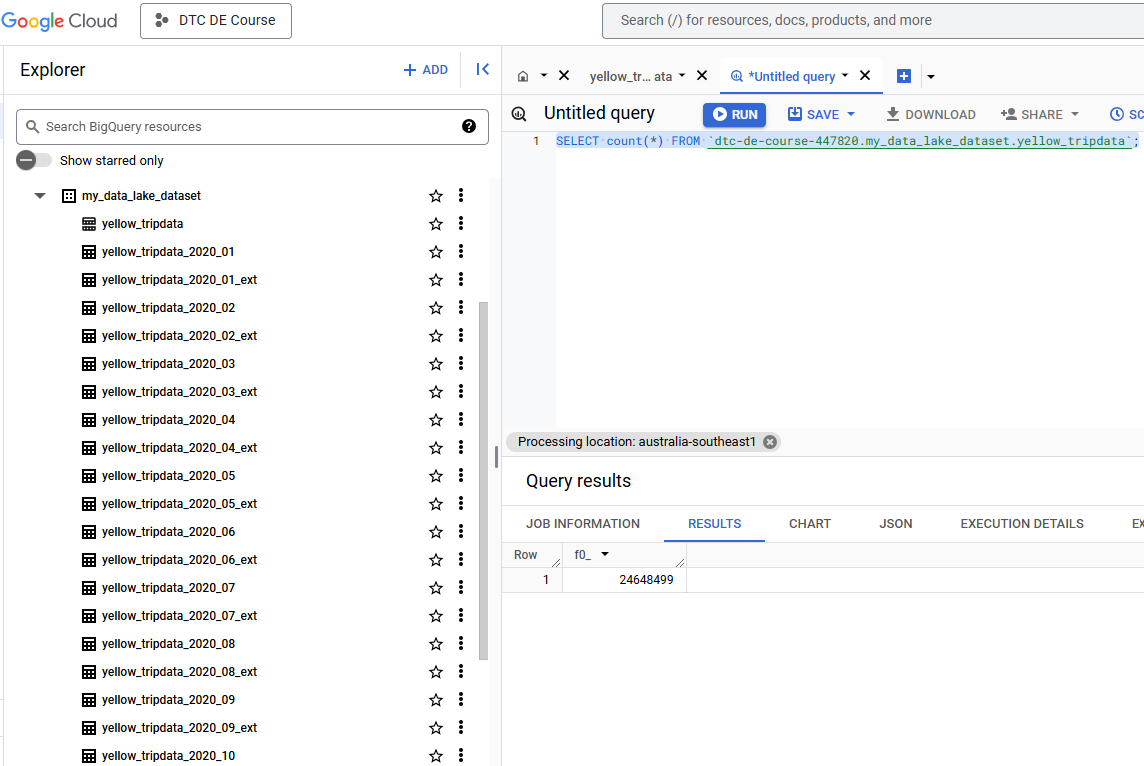 Google Cloud
DTC DE Course
Search (/) for resources, docs, products, and more
Explorer
+ ADD
Search BigQuery resources
Show starred only
my_data_lake_dataset
yellow_tripdata
yellow_tripdata_2020_01
yellow_tripdata_2020_01_ext
yellow_tripdata_2020_02
yellow_tripdata_2020_02_ext
yellow_tripdata_2020_03
yellow_tripdata_2020_03_ext
yellow_tripdata_2020_04
yellow_tripdata_2020_04_ext
yellow_tripdata_2020_05
yellow_tripdata_2020_05_ext
yellow_tripdata_2020_06
yellow_tripdata_2020_06_ext
yellow_tripdata_2020_07
yellow_tripdata_2020_07_ext
yellow_tripdata_2020_08
yellow_tripdata_2020_08_ext
yellow_tripdata_2020_09
yellow_tripdata_2020_09_ext
yellow_tripdata_2020_10
yellow_tr... ata
*Untitled query
Untitled query
RUN
SAVE
DOWNLOAD
SHARE
SC
1 SELECT count(*) FROM `dtc-de-course-447820.my_data_lake_dataset.yellow_tripdata`;
Processing location: australia-southeast1
Query results
JOB INFORMATION
RESULTS
CHART
JSON
EXECUTION DETAILS
EX
Row f0_
1 24648499